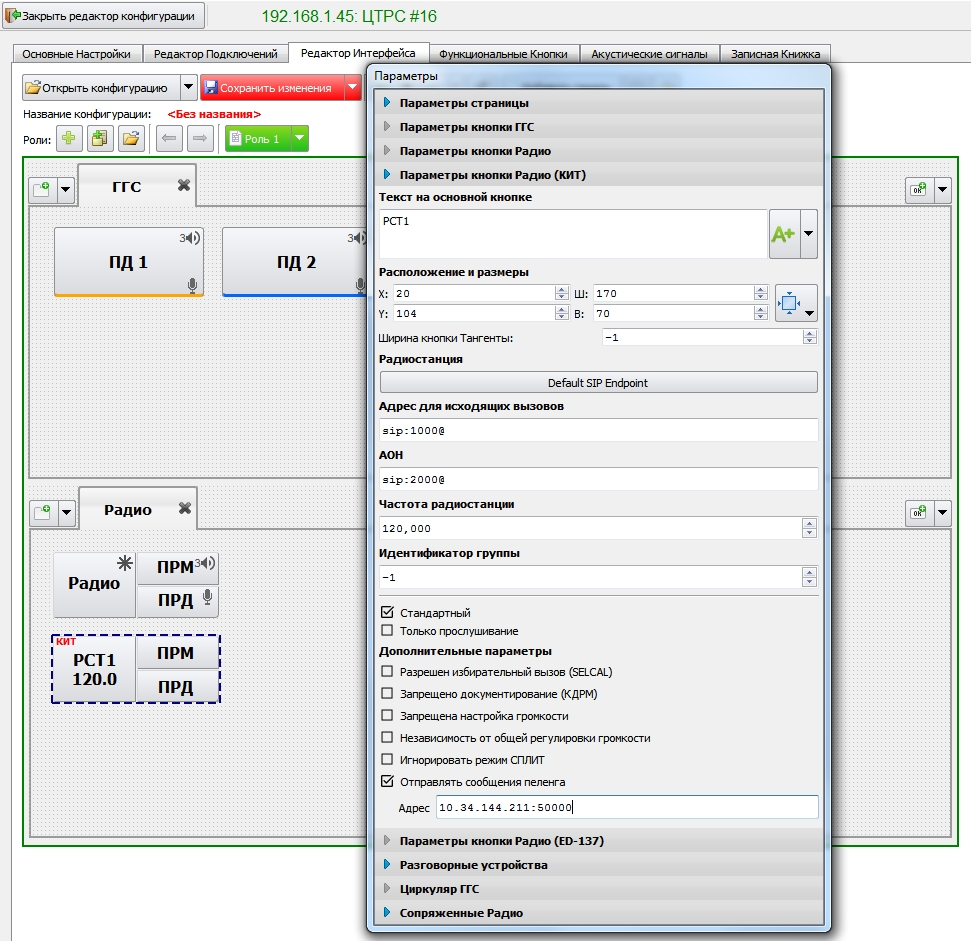 Закрыть редактор конфигурации
192.168.1.45: ЦТРС #16
Основные Настройки
Редактор Подключений
Редактор Интерфейса
Функциональные Кнопки
Акустические сигналы
Записная Книжка
Открыть конфигурацию
Сохранить изменения
Название конфигурации: <Без названия>
Роли:
Роль 1
ГГС
OK
ПД 1
3
ПД 2
3
Радио
OK
Радио
ПРМ
3
ПРД
КИТ
РСТ1
120.0
ПРМ
ПРД
Параметры
Параметры страницы
Параметры кнопки ГГС
Параметры кнопки Радио
Параметры кнопки Радио (КИТ)
Текст на основной кнопке
РСТ1
A+
Расположение и размеры
X: 20 Ш: 170
Y: 104 В: 70
Ширина кнопки Тангенты: -1
Радиостанция
Default SIP Endpoint
Адрес для исходящих вызовов
sip:1000@
АОН
sip:2000@
Частота радиостанции
120,000
Идентификатор группы
-1
Стандартный
Только прослушивание
Дополнительные параметры
Разрешен избирательный вызов (SELCAL)
Запрещено документирование (КДРМ)
Запрещена настройка громкости
Независимость от общей регулировки громкости
Игнорировать режим СПЛИТ
Отправлять сообщения пеленга
Адрес 10.34.144.211:50000
Параметры кнопки Радио (ED-137)
Разговорные устройства
Циркуляр ГГС
Сопряженные Радио